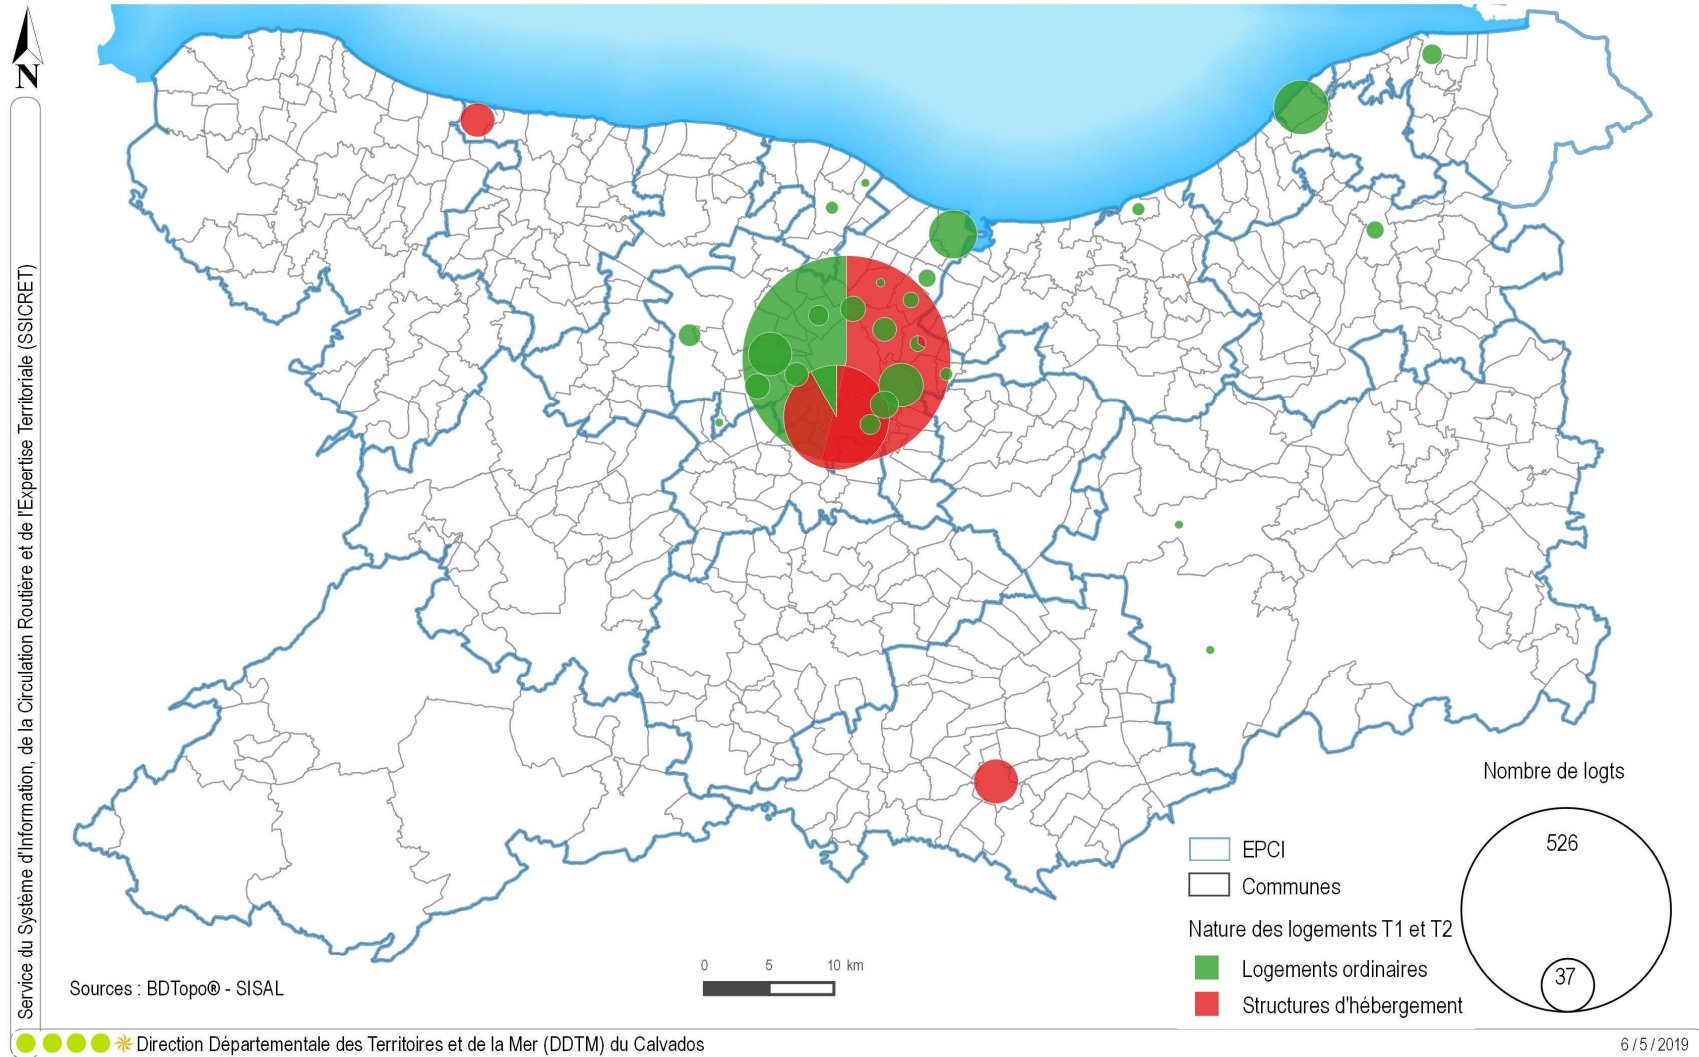 N
Service du Système d'Information, de la Circulation Routière et de l'Expertise Territoriale (SSICRET)
Nombre de logts
526
37
EPCI
Communes
Nature des logements T1 et T2
Logements ordinaires
Structures d'hébergement
0 5 10 km
Sources : BDTopo® - SISAL
Direction Départementale des Territoires et de la Mer (DDTM) du Calvados
6 / 5 / 2019